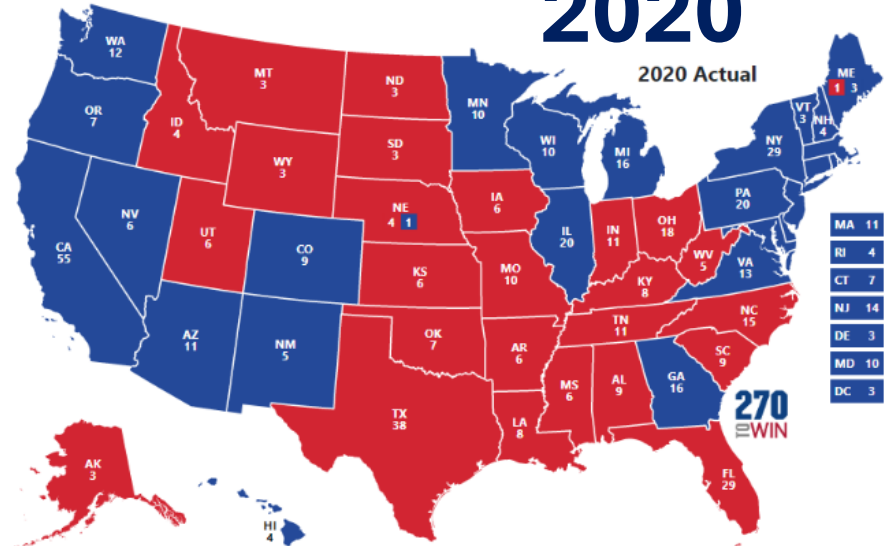 2020
2020 Actual
WA
12
OR
7
CA
55
NV
6
ID
4
MT
3
WY
3
UT
6
CO
9
AZ
11
NM
5
ND
3
SD
3
NE
4 1
KS
6
OK
7
TX
38
MN
10
IA
6
MO
10
AR
6
LA
8
WI
10
IL
20
MI
16
IN
11
OH
18
KY
8
TN
11
MS
6
AL
9
GA
16
FL
29
SC
9
NC
15
VA
13
WV
5
PA
20
NY
29
VT
3
NH
4
ME
1 3
MA 11
RI 4
CT 7
NJ 14
DE 3
MD 10
DC 3
AK
3
HI
4
270
TO WIN